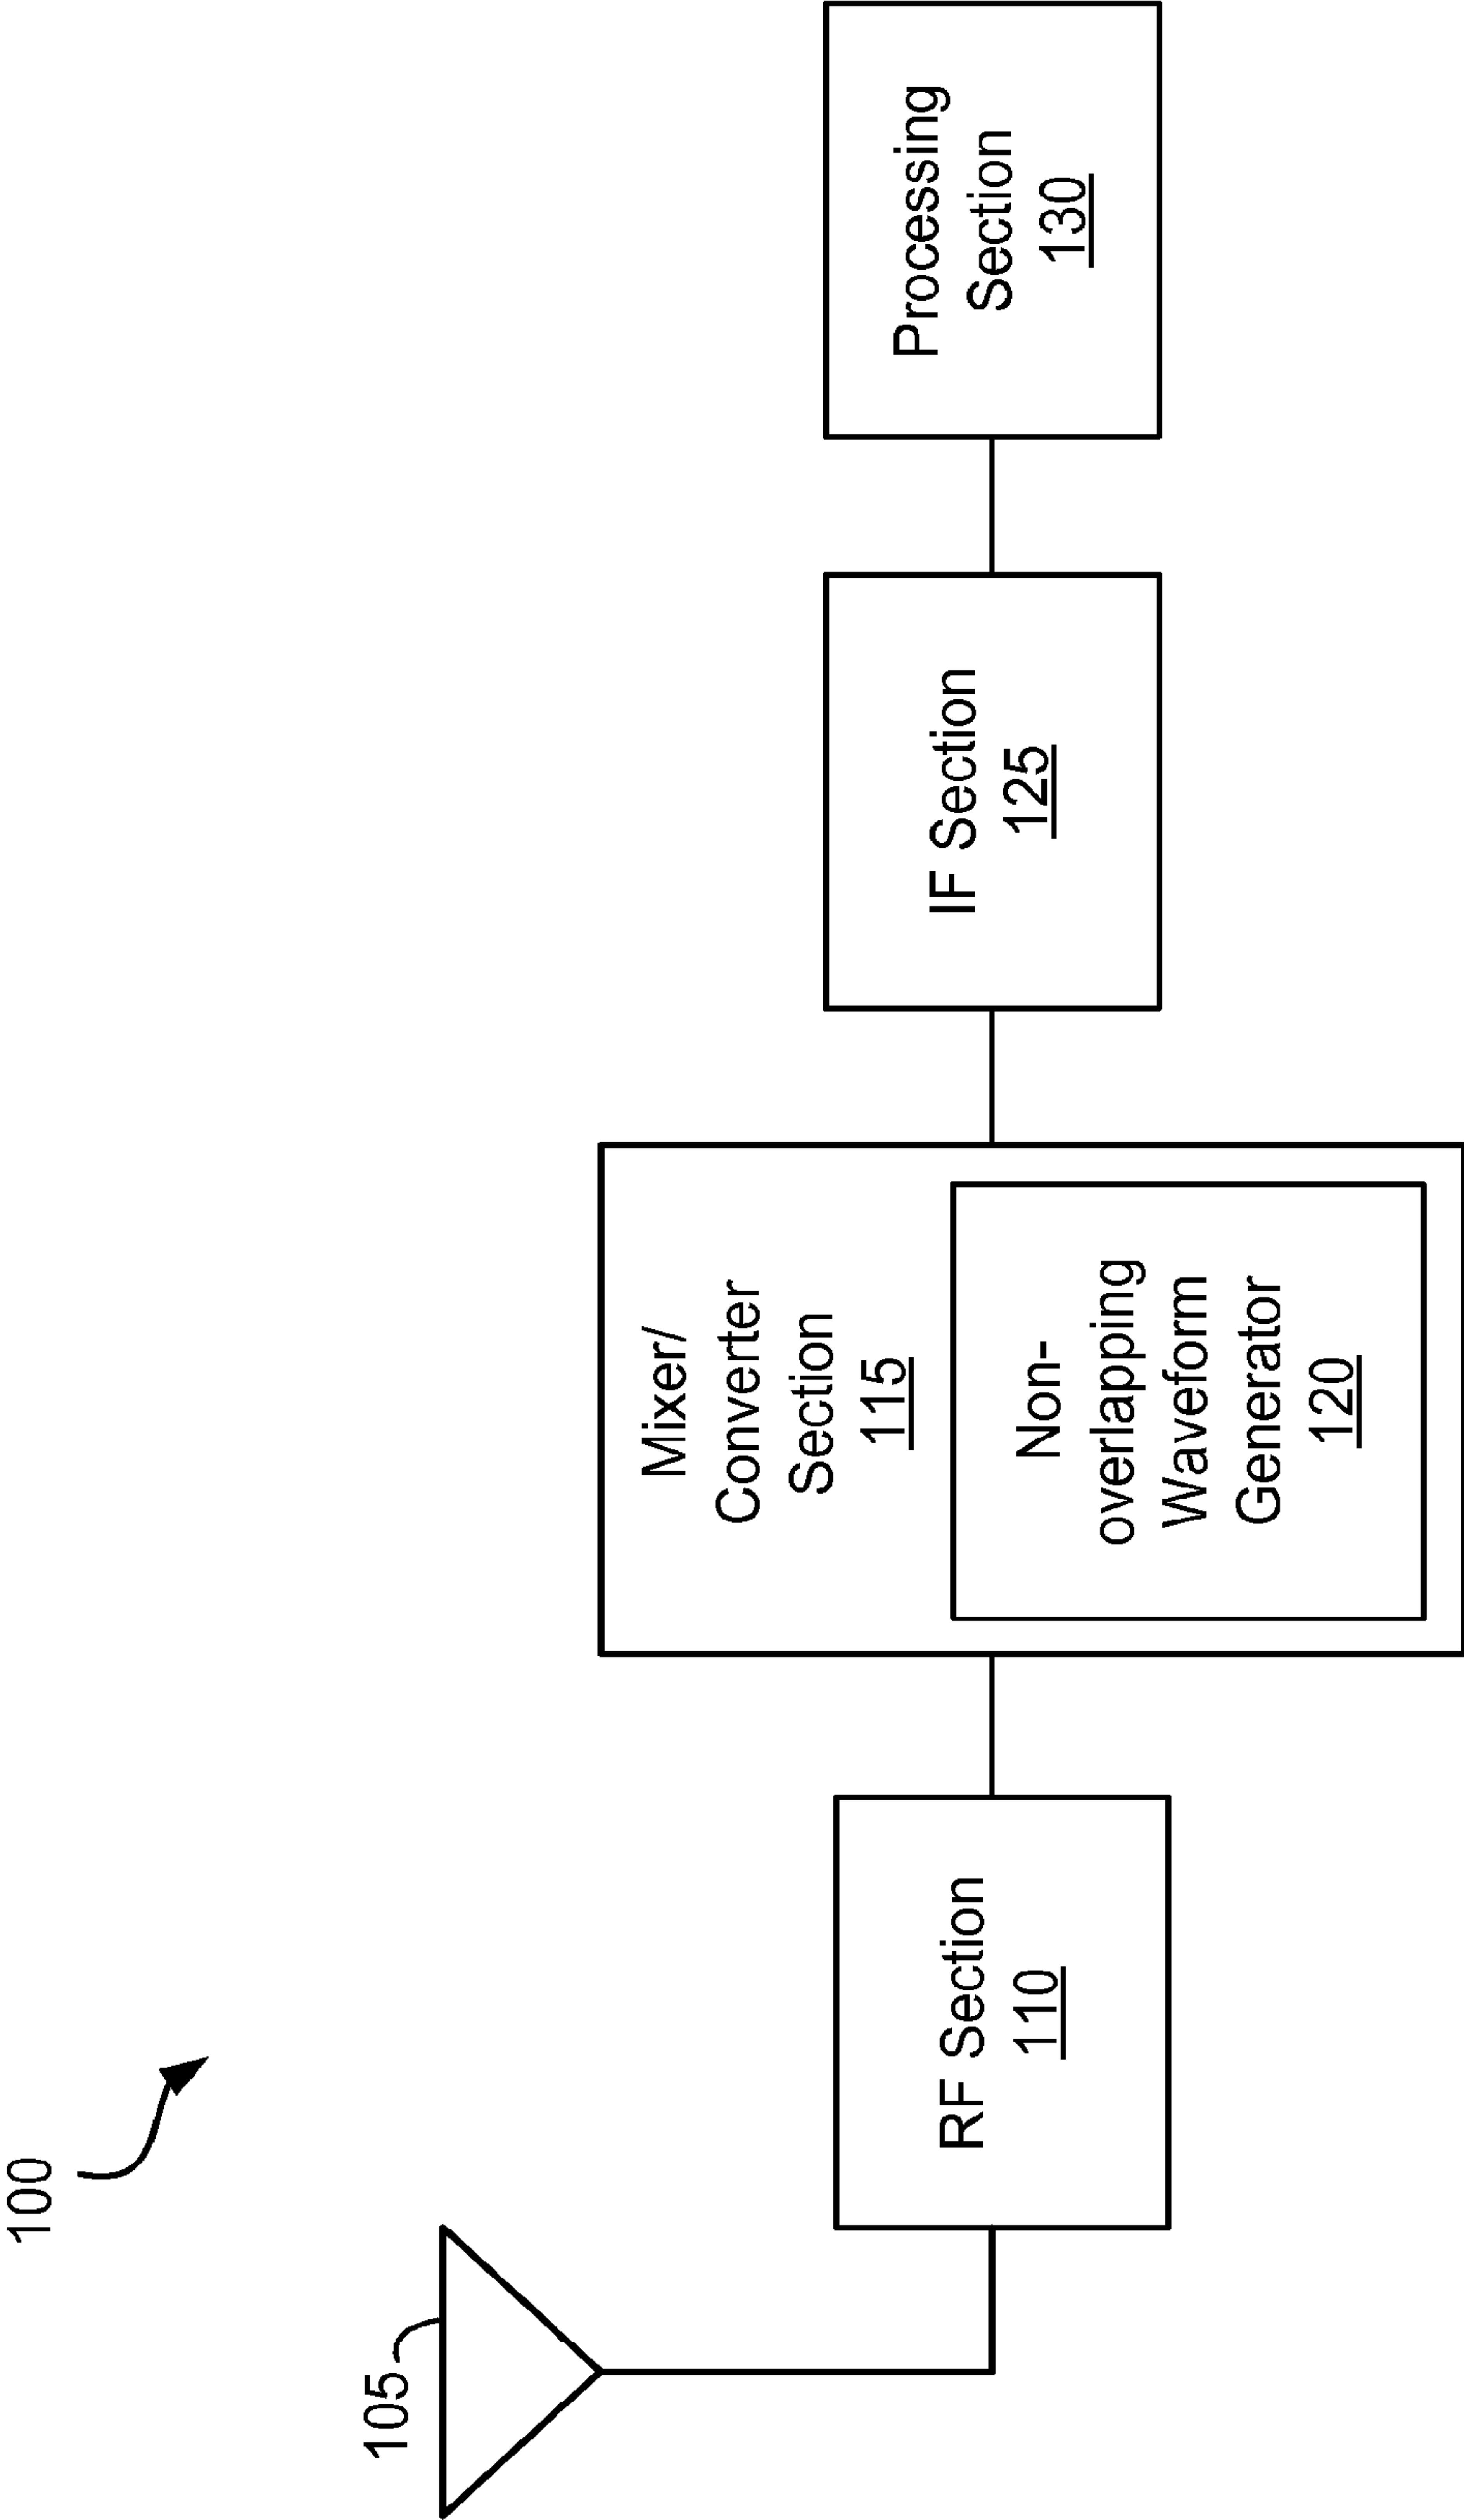 100
105
RF Section
110
Mixer/
Converter
Section
115
Non-
overlapping
Waveform
Generator
120
IF Section
125
Processing
Section
130